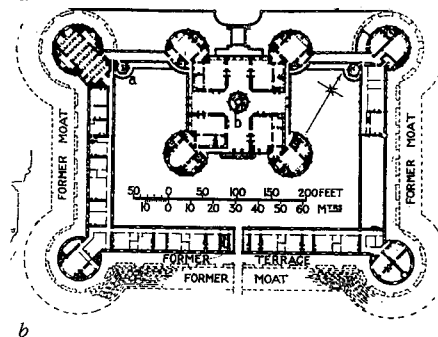 a
b
FORMER MOAT
FORMER MOAT
50 0 50 100 150 200 FEET
10 0 10 20 30 40 50 60 MTRS
FORMER TERRACE
FORMER MOAT
b